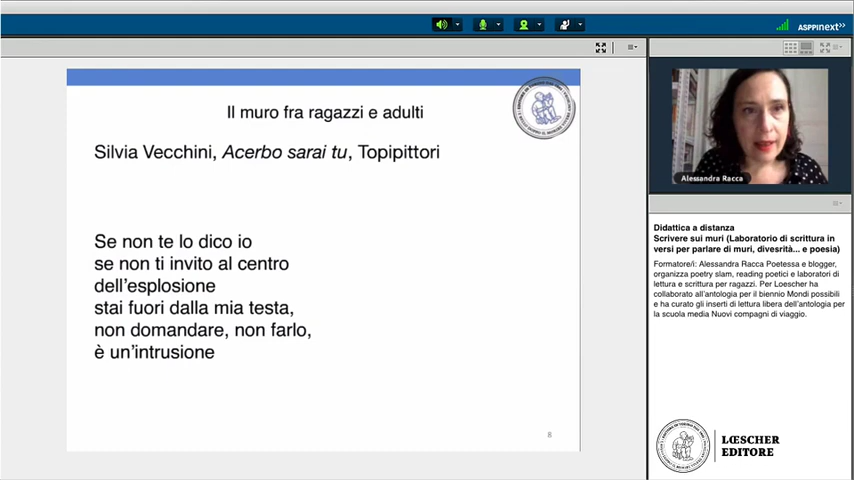 ASPPInext>>
Il muro fra ragazzi e adulti
Silvia Vecchini, Acerbo sarai tu, Topipittori
Se non te lo dico io
se non ti invito al centro
dell'esplosione
stai fuori dalla mia testa,
non domandare, non farlo,
è un'intrusione
8
Alessandra Racca
Didattica a distanza
Scrivere sui muri (Laboratorio di scrittura in
versi per parlare di muri, divesrità... e poesia)
Formatore/i: Alessandra Racca Poetessa e blogger,
organizza poetry slam, reading poetici e laboratori di
lettura e scrittura per ragazzi. Per Loescher ha
collaborato all'antologia per il biennio Mondi possibili
e ha curato gli inserti di lettura libera dell'antologia per
la scuola media Nuovi compagni di viaggio.
LŒSCHER
EDITORE